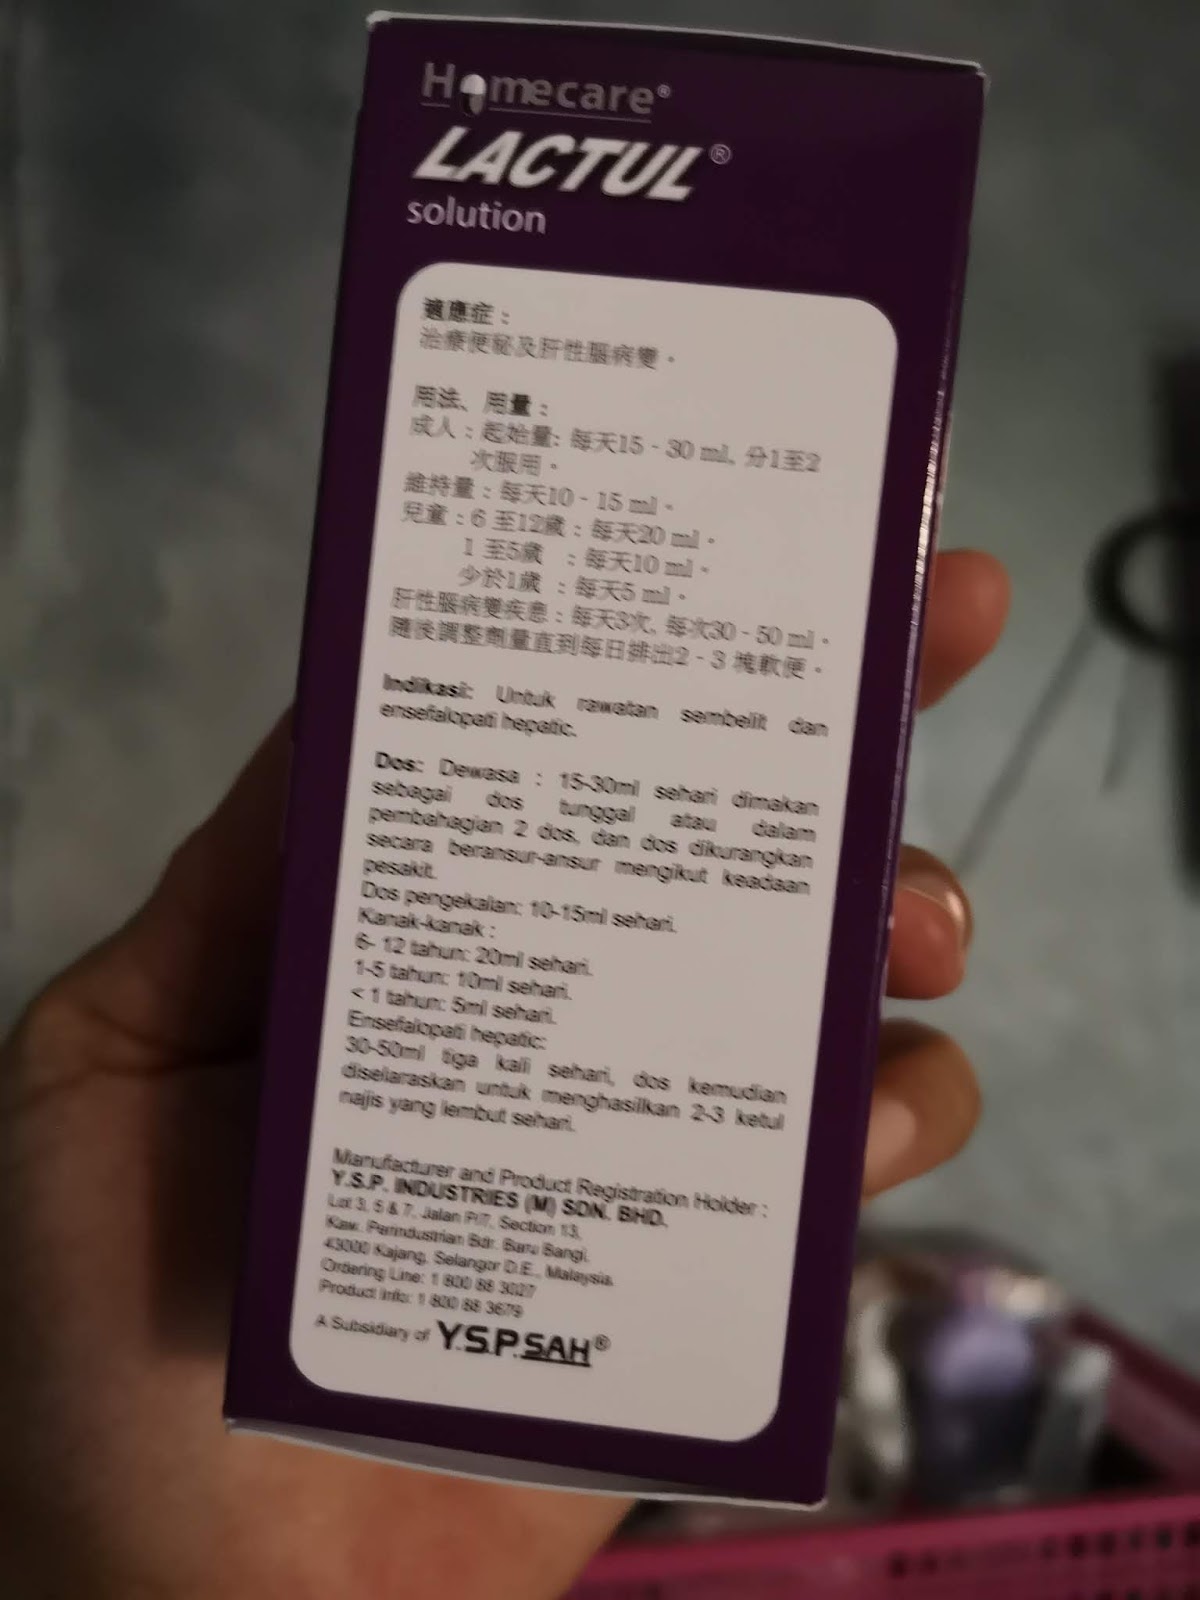 Homecare®
LACTUL®
solution
適應症：
治療便秘及肝性腦病變。
用法、用量：
成人：起始量: 每天15 - 30 ml, 分1至2
次服用。
維持量：每天10 - 15 ml。
兒童：6 至12歲：每天20 ml。
1 至5歲 ：每天10 ml。
少於1歲 ：每天5 ml。
肝性腦病變疾患：每天3次, 每次30 - 50 ml。
隨後調整劑量直到每日排出2 - 3 塊軟便。
Indikasi: Untuk rawatan sembelit dan
ensefalopati hepatic.
Dos: Dewasa : 15-30ml sehari dimakan
sebagai dos tunggal atau dalam
pembahagian 2 dos, dan dos dikurangkan
secara beransur-ansur mengikut keadaan
pesakit.
Dos pengekalan: 10-15ml sehari.
Kanak-kanak :
6- 12 tahun: 20ml sehari.
1-5 tahun: 10ml sehari.
< 1 tahun: 5ml sehari.
Ensefalopati hepatic:
30-50ml tiga kali sehari, dos kemudian
diselaraskan untuk menghasilkan 2-3 ketul
najis yang lembut sehari.
Manufacturer and Product Registration Holder :
Y.S.P. INDUSTRIES (M) SDN. BHD.
Lot 3, 5 & 7, Jalan P/7, Section 13,
Kaw. Perindustrian Bdr. Baru Bangi,
43000 Kajang, Selangor D.E., Malaysia.
Ordering Line: 1 800 88 3027
Product Info: 1 800 88 3679
A Subsidiary of Y.S.P.SAH®